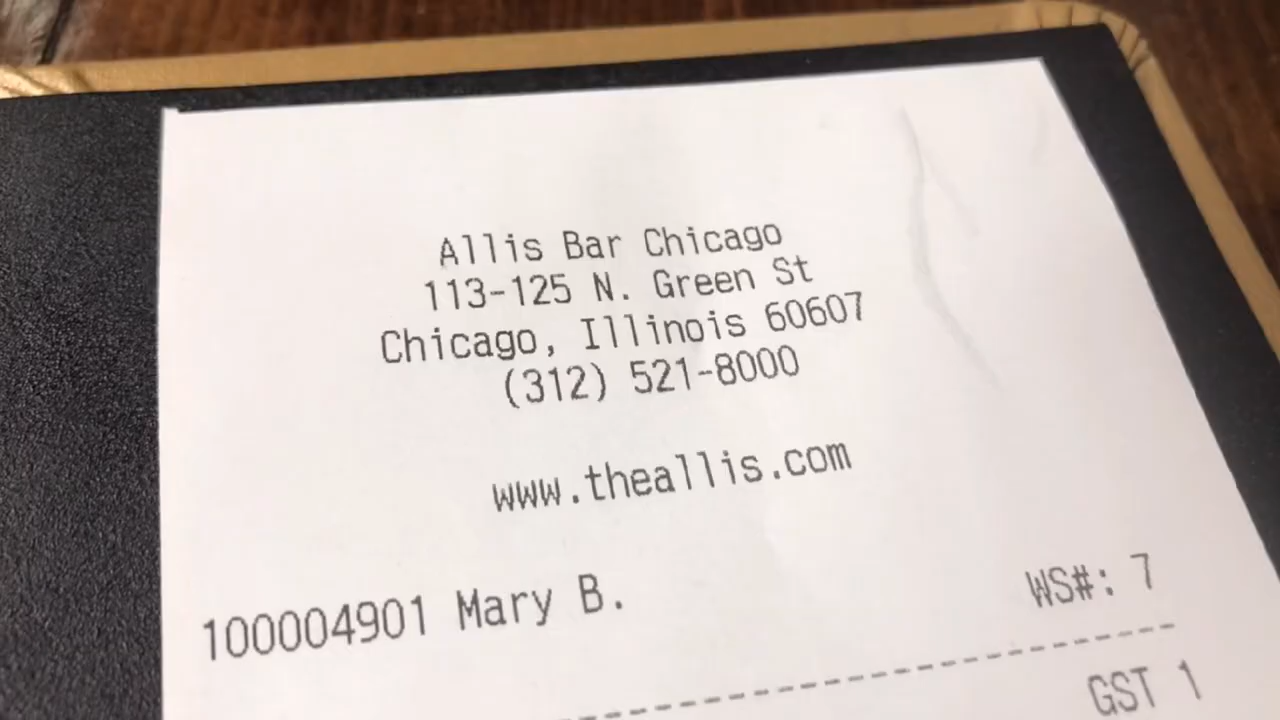 Allis Bar Chicago
113-125 N. Green St
Chicago, Illinois 60607
(312) 521-8000
www.theallis.com
100004901 Mary B. WS#: 7
GST 1